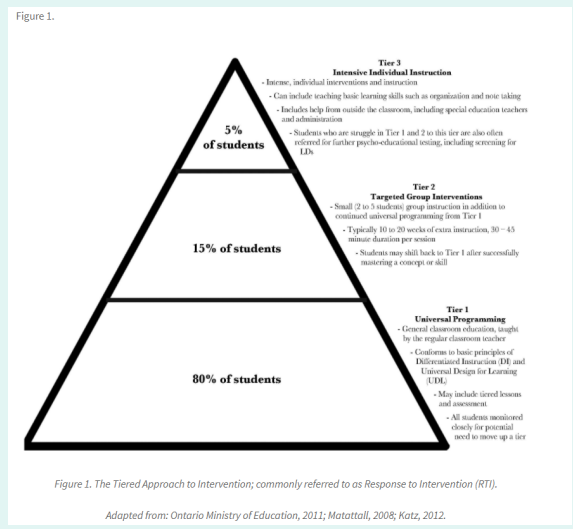 Figure 1.
Tier 3
Intensive Individual Instruction
- Intense, individual interventions and instruction
- Can include teaching basic learning skills such as organization and note taking
- Includes help from outside the classroom, including special education teachers
and administration
- Students who are struggle in Tier 1 and 2 to this tier are also often
referred for further psycho-educational testing, including screening for
LDs
5%
of students
Tier 2
Targeted Group Interventions
- Small (2 to 5 students) group instruction in addition to
continued universal programming from Tier 1
- Typically 10 to 20 weeks of extra instruction, 30 – 45
minute duration per session
- Students may shift back to Tier 1 after successfully
mastering a concept or skill
15% of students
Tier 1
Universal Programming
- General classroom education, taught
by the regular classroom teacher
- Conforms to basic principles of
Differentiated Instruction (DI) and
Universal Design for Learning
(UDL)
- May include tiered lessons
and assessment
- All students monitored
closely for potential
need to move up a tier
80% of students
Figure 1. The Tiered Approach to Intervention; commonly referred to as Response to Intervention (RTI).
Adapted from: Ontario Ministry of Education, 2011; Matattall, 2008; Katz, 2012.